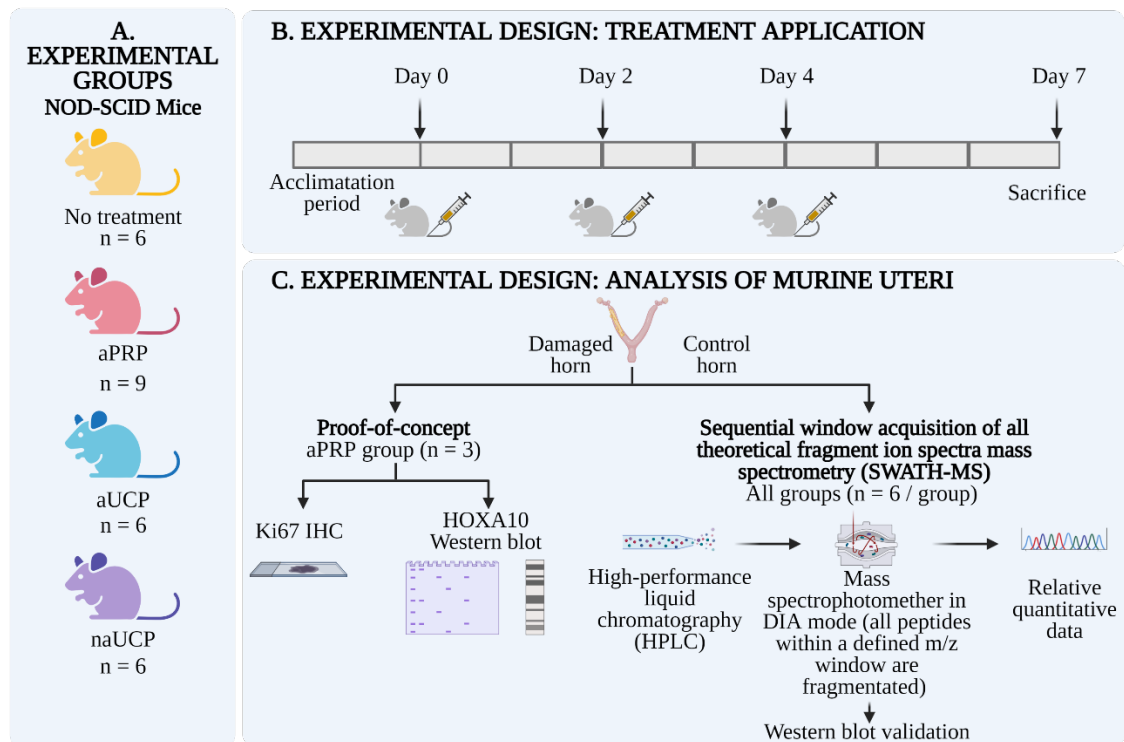 A.
EXPERIMENTAL
GROUPS
NOD-SCID Mice
No treatment
n = 6
aPRP
n = 9
aUCP
n = 6
naUCP
n = 6
B. EXPERIMENTAL DESIGN: TREATMENT APPLICATION
Day 0
Day 2
Day 4
Day 7
Acclimatation
period
Sacrifice
C. EXPERIMENTAL DESIGN: ANALYSIS OF MURINE UTERI
Damaged
horn
Control
horn
Proof-of-concept
aPRP group (n = 3)
Ki67 IHC
HOXA10
Western blot
Sequential window acquisition of all
theoretical fragment ion spectra mass
spectrometry (SWATH-MS)
All groups (n = 6 / group)
High-performance
liquid
chromatography
(HPLC)
Mass
spectrophotomether in
DIA mode (all peptides
within a defined m/z
window are
fragmentated)
Relative
quantitative
data
Western blot validation